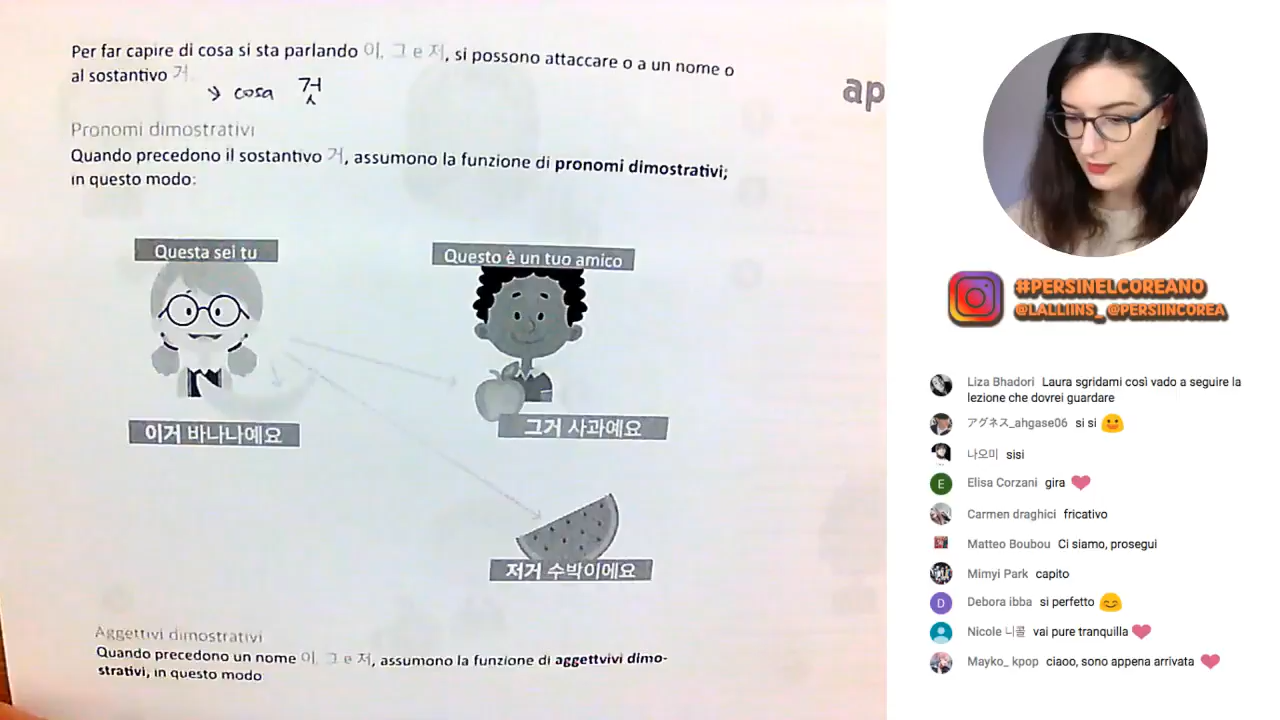 Per far capire di cosa si sta parlando 이, 그 e 저, si possono attaccare o a un nome o
al sostantivo 거
cosa 것
ap
Pronomi dimostrativi
Quando precedono il sostantivo 거, assumono la funzione di pronomi dimostrativi;
in questo modo:
Questa sei tu
Questo è un tuo amico
이거 바나나예요
그거 사과예요
저거 수박이에요
Aggettivi dimostrativi
Quando precedono un nome 이, 그 e 저, assumono la funzione di aggettvivi dimo-
strativi, in questo modo
#PERSINELCOREANO
@LALLIINS_ @PERSIINCOREA
Liza Bhadori Laura sgridami così vado a seguire la
lezione che dovrei guardare
アグネス_ahgase06 si si
나오미 sisi
E Elisa Corzani gira
Carmen draghici fricativo
Matteo Boubou Ci siamo, prosegui
Mimyi Park capito
D Debora ibba si perfetto
Nicole 니콜 vai pure tranquilla
Mayko_ kpop ciaoo, sono appena arrivata